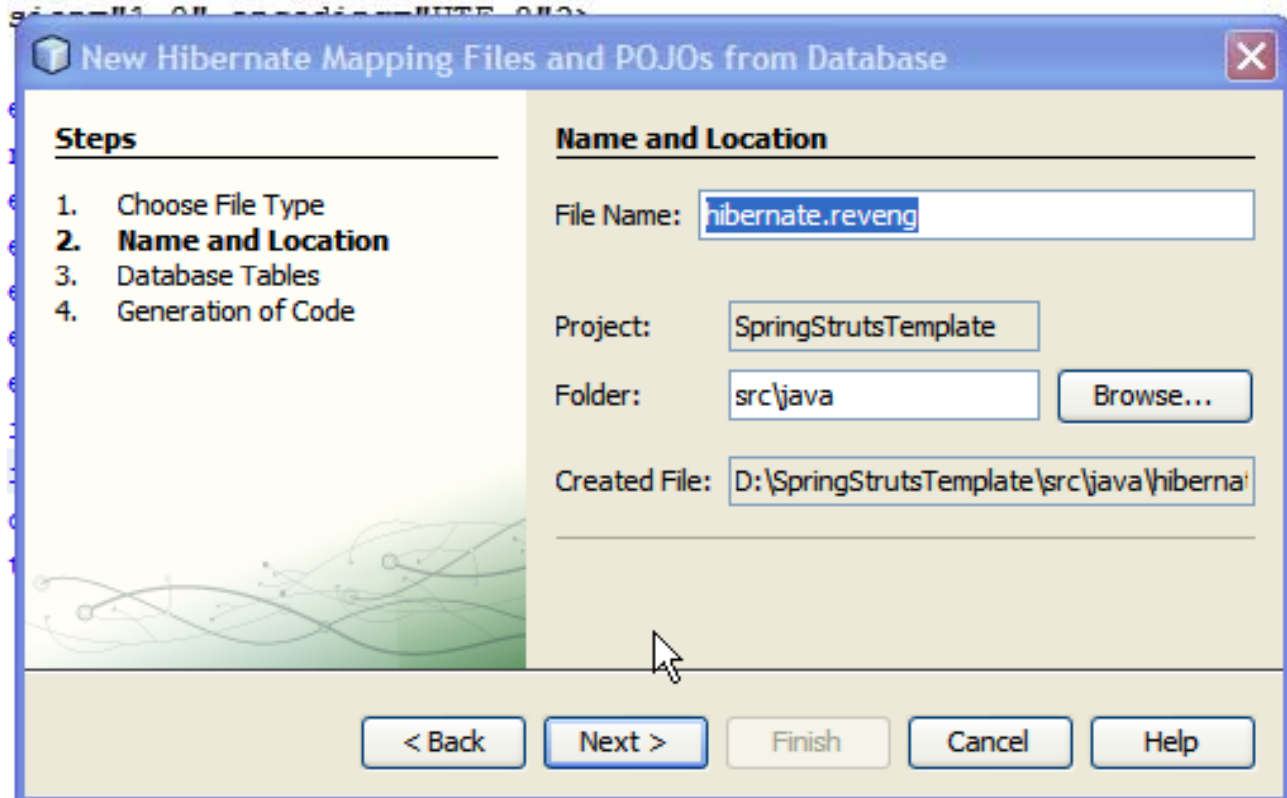 New Hibernate Mapping Files and POJOs from Database
Steps
1. Choose File Type
2. Name and Location
3. Database Tables
4. Generation of Code
Name and Location
File Name: hibernate.reveng
Project: SpringStrutsTemplate
Folder: src\java Browse...
Created File: D:\SpringStrutsTemplate\src\java\hibernat
< Back Next > Finish Cancel Help